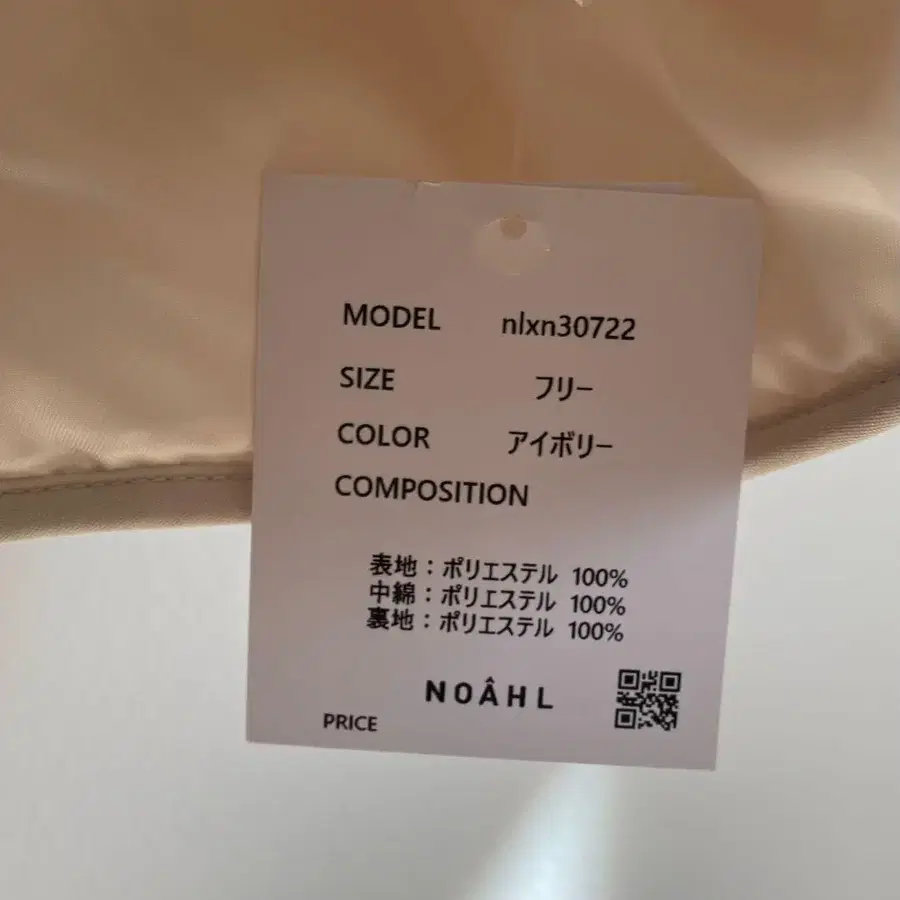 MODEL nlxn30722
SIZE フリー
COLOR アイボリー
COMPOSITION
表地：ポリエステル 100%
中綿：ポリエステル 100%
裏地：ポリエステル 100%
NOÂHL
PRICE